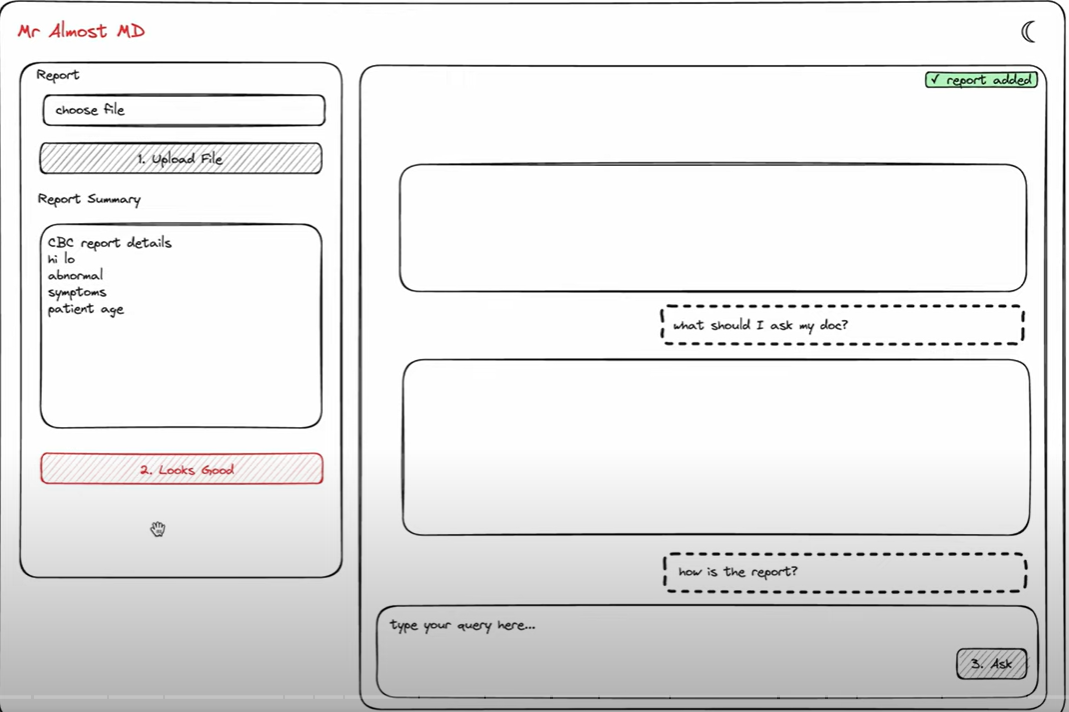 Mr Almost MD
Report
choose file
1. Upload File
Report Summary
CBC report details
hi lo
abnormal
symptoms
patient age
2. Looks Good
✓ report added
what should I ask my doc?
how is the report?
type your query here...
3. Ask